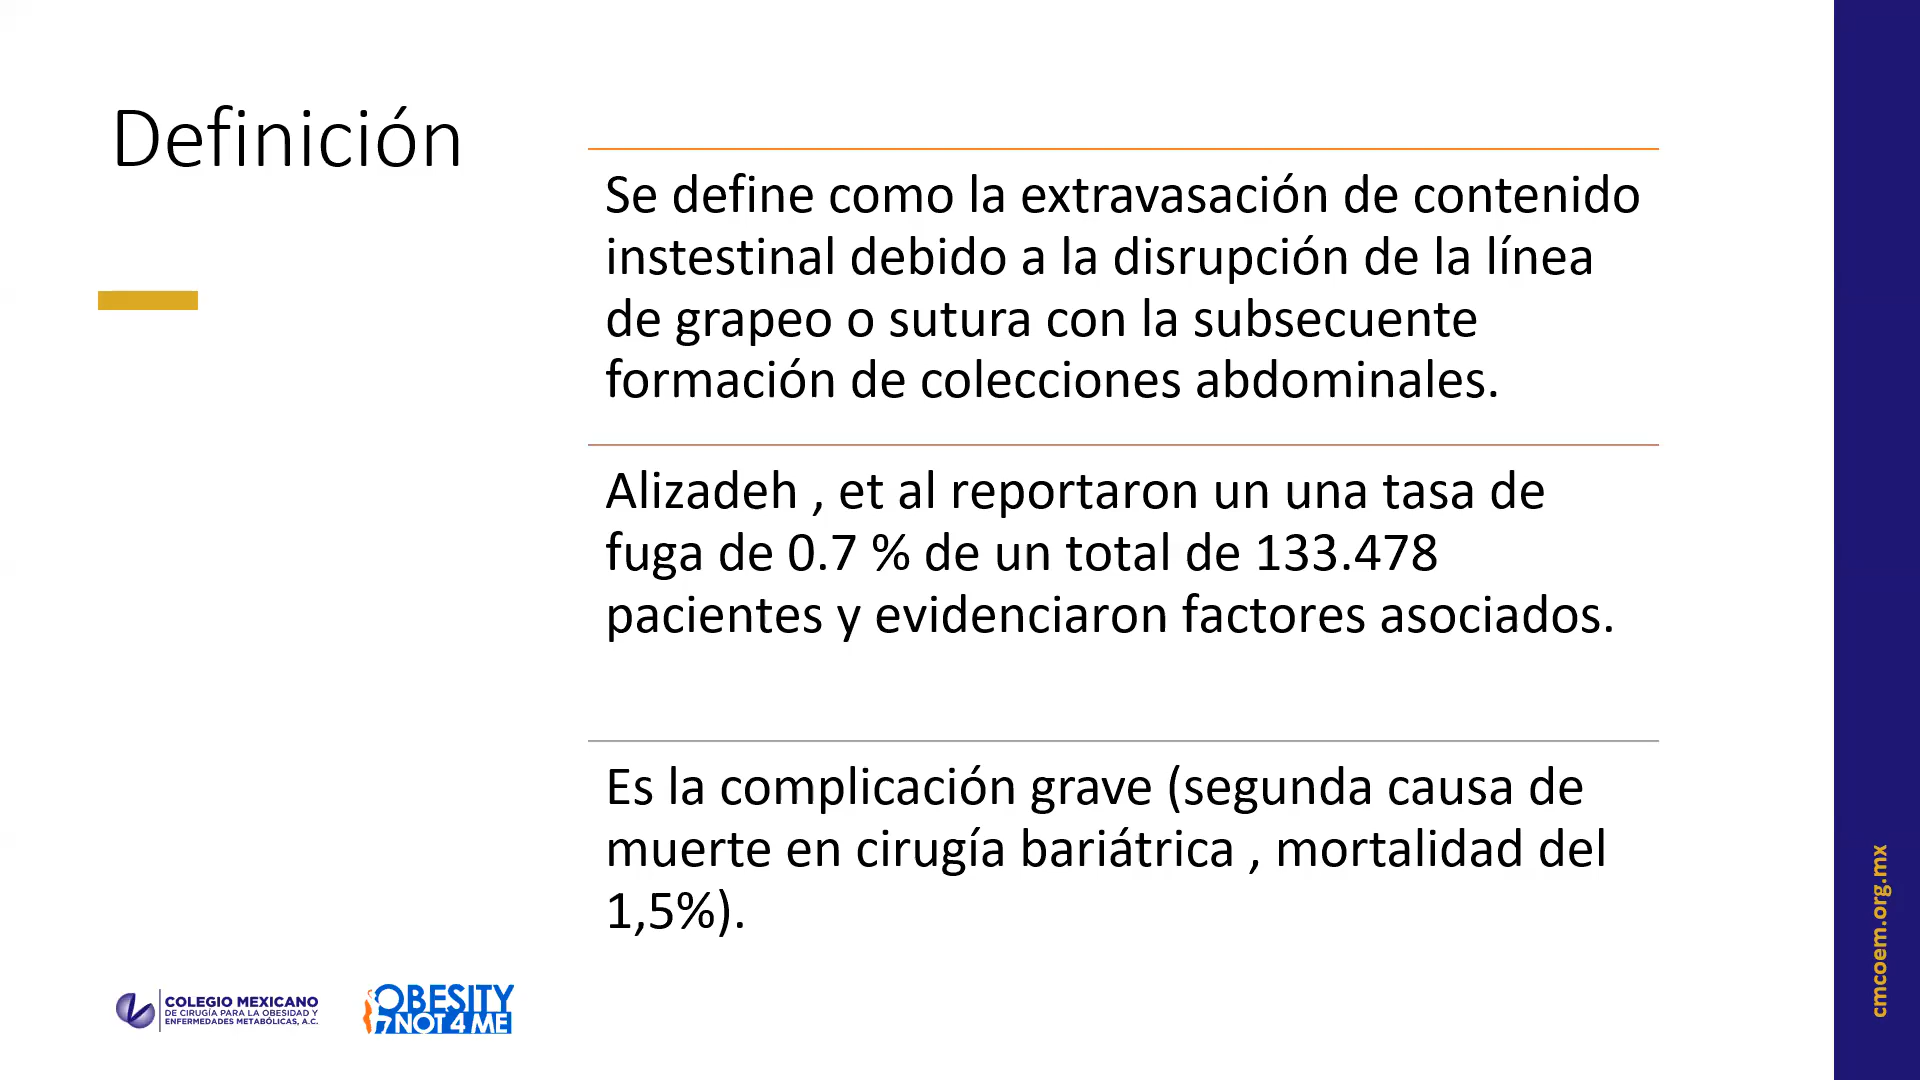 Definición
Se define como la extravasación de contenido
instestinal debido a la disrupción de la línea
de grapeo o sutura con la subsecuente
formación de colecciones abdominales.
Alizadeh , et al reportaron un una tasa de
fuga de 0.7 % de un total de 133.478
pacientes y evidenciaron factores asociados.
Es la complicación grave (segunda causa de
muerte en cirugía bariátrica , mortalidad del
1,5%).
COLEGIO MEXICANO
DE CIRUGÍA PARA LA OBESIDAD Y
ENFERMEDADES METABÓLICAS, A.C.
OBESITY
NOT 4 ME
cmcoem.org.mx